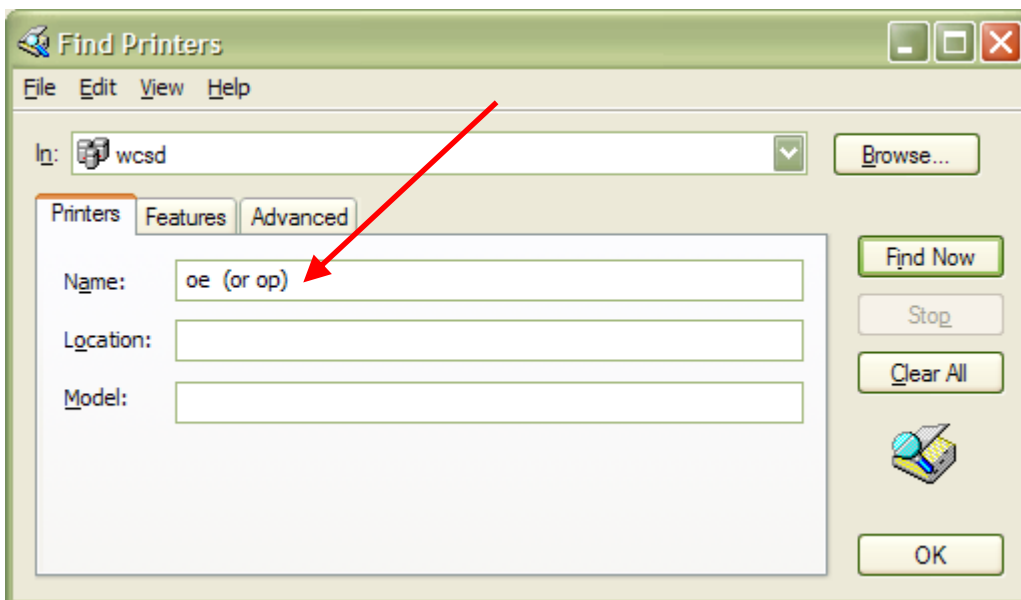 Find Printers
File Edit View Help
In: wcsd Browse...
Printers Features Advanced
Name: oe (or op)
Location:
Model:
Find Now
Stop
Clear All
OK